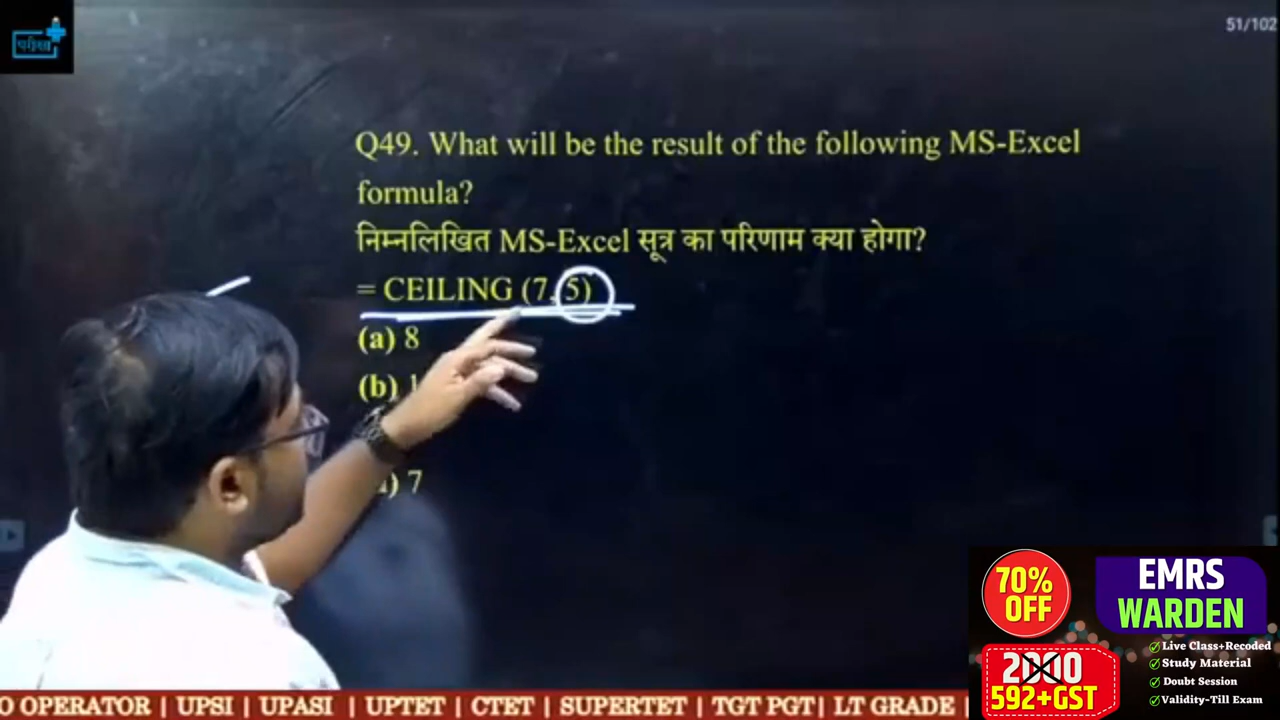 परीक्षा
51/102
Q49. What will be the result of the following MS-Excel
formula?
निम्नलिखित MS-Excel सूत्र का परिणाम क्या होगा?
= CEILING (7, 5)
(a) 8
(b)
7
70%
OFF
EMRS
WARDEN
2000
592+GST
Live Class+Recoded
Study Material
Doubt Session
Validity-Till Exam
OPERATOR | UPSI | UPASI | UPTET | CTET | SUPERTET | TGT PGT| LT GRADE |